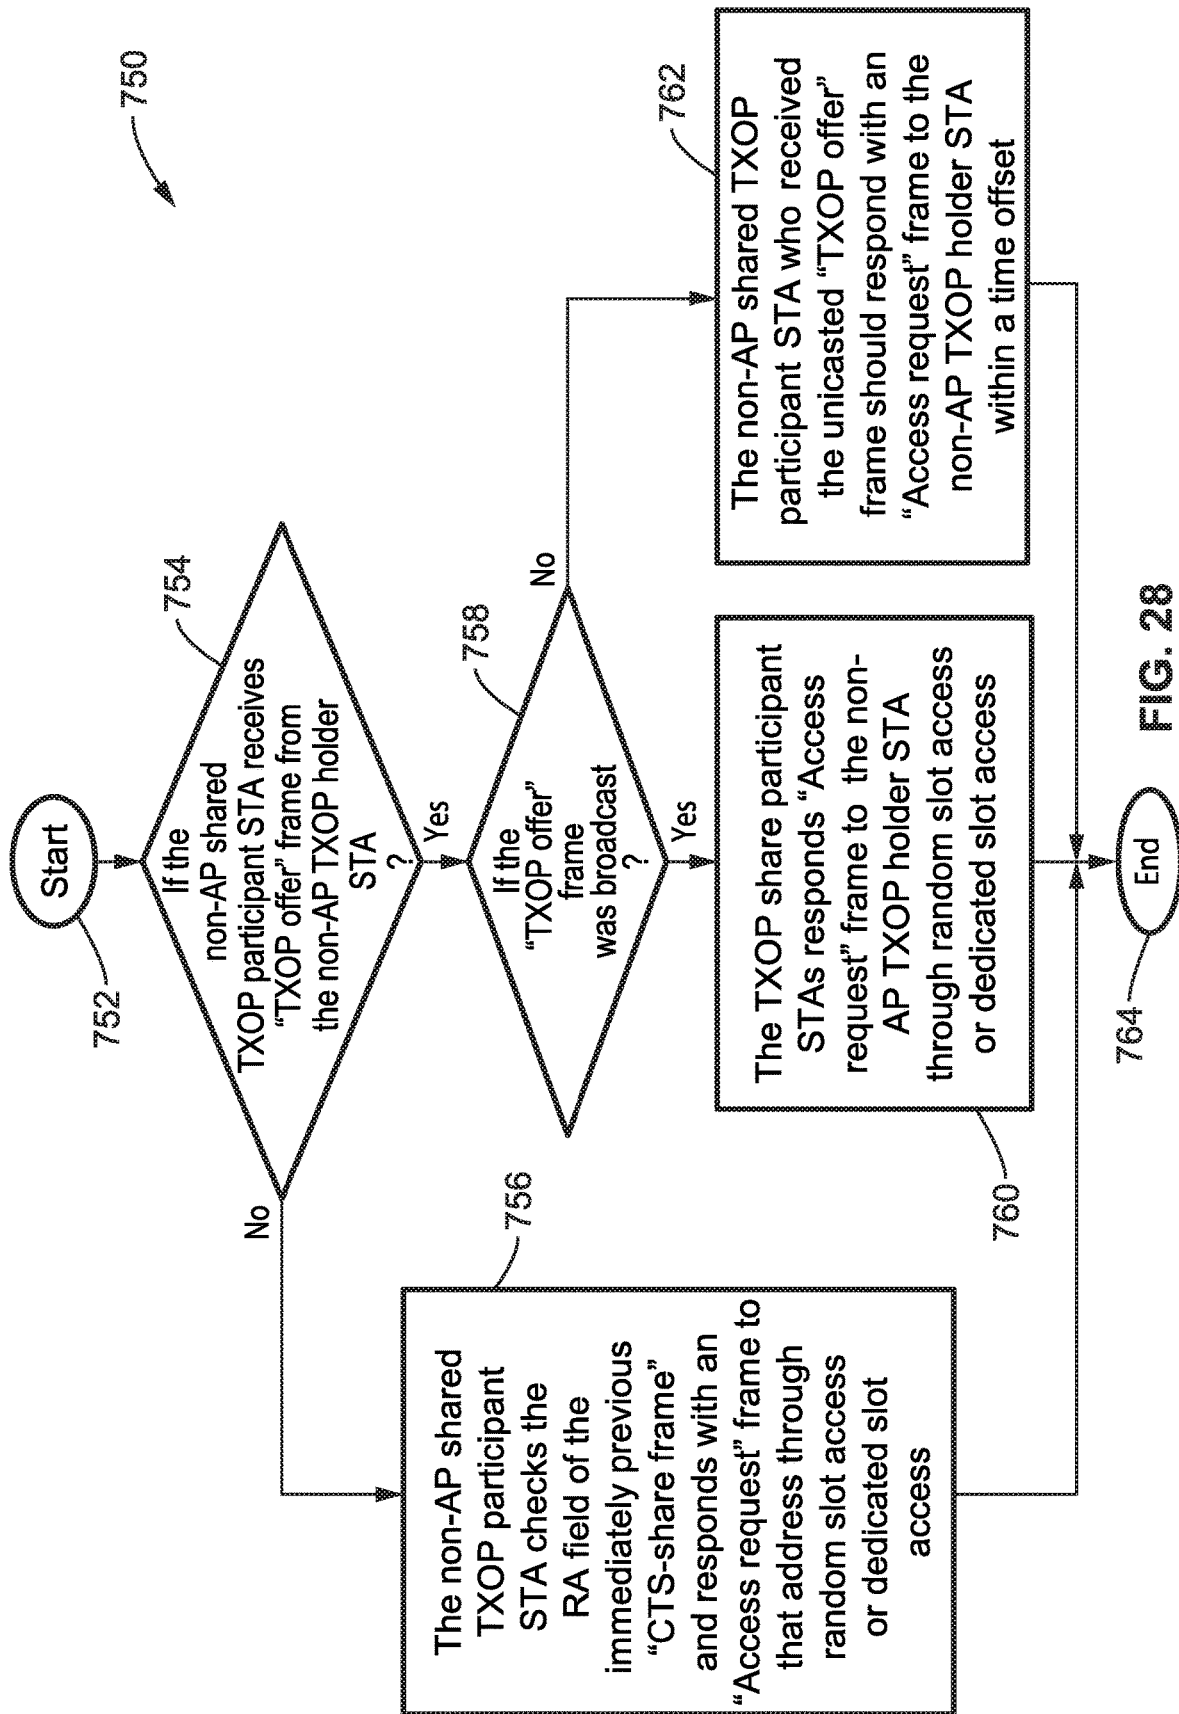 750
Start
752
If the
non-AP shared
TXOP participant STA receives
“TXOP offer” frame from
the non-AP TXOP holder
STA
?
754
No
Yes
The non-AP shared
TXOP participant
STA checks the
RA field of the
immediately previous
“CTS-share frame”
and responds with an
“Access request” frame to
that address through
random slot access
or dedicated slot
access
756
If the
“TXOP offer”
frame
was broadcast
?
758
No
Yes
The TXOP share participant
STAs responds “Access
request” frame to the non-
AP TXOP holder STA
through random slot access
or dedicated slot access
760
The non-AP shared TXOP
participant STA who received
the unicasted “TXOP offer”
frame should respond with an
“Access request” frame to the
non-AP TXOP holder STA
within a time offset
762
End
764
FIG. 28